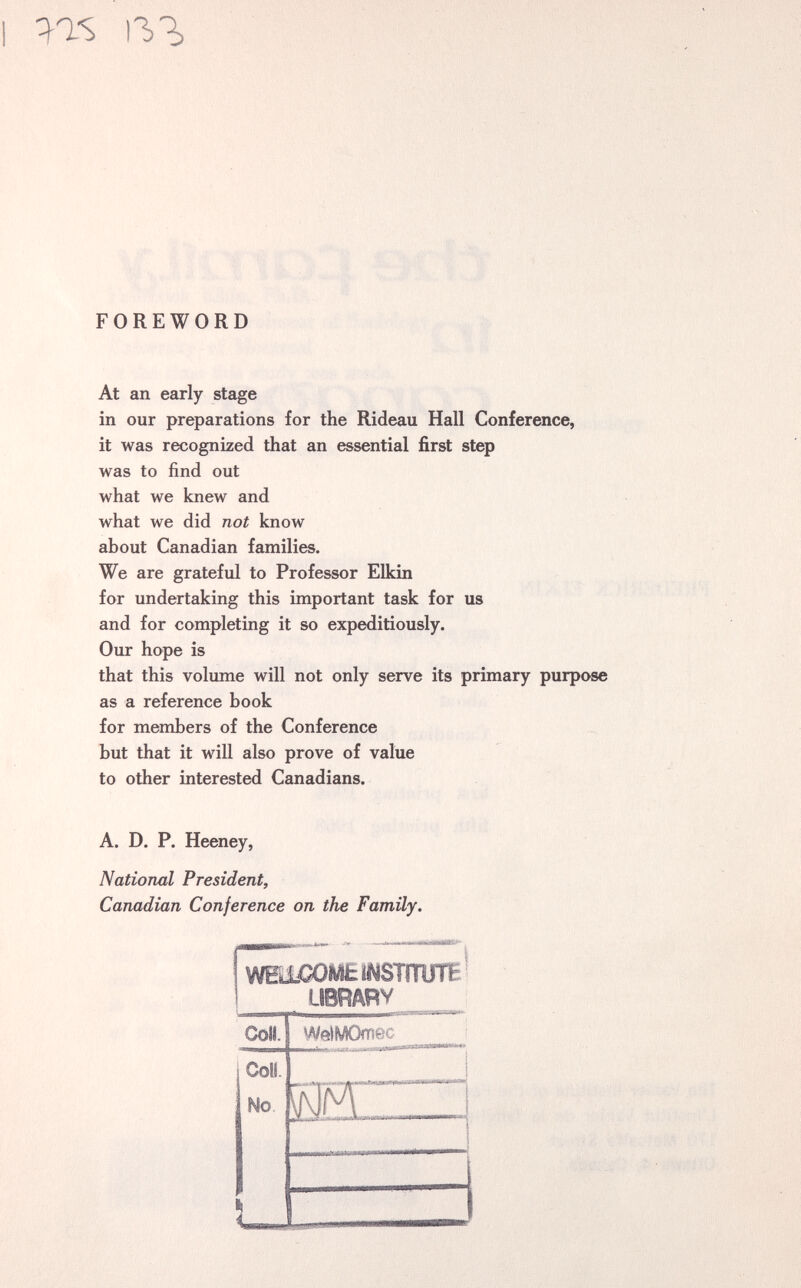 725 133
FOREWORD
At an early stage
in our preparations for the Rideau Hall Conference,
it was recognized that an essential first step
was to find out
what we knew and
what we did not know
about Canadian families.
We are grateful to Professor Elkin
for undertaking this important task for us
and for completing it so expeditiously.
Our hope is
that this volume will not only serve its primary purpose
as a reference book
for members of the Conference
but that it will also prove of value
to other interested Canadians.
A. D. P. Heeney,
National President,
Canadian Conference on the Family.
WELLCOME INSTITUTE
LIBRARY
Coll. WelMOmec
Coll.
No. WM